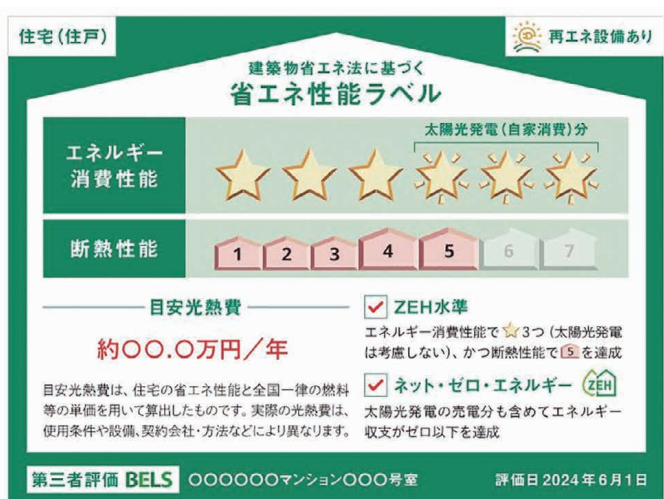 住宅（住戸）
再エネ設備あり
建築物省エネ法に基づく
省エネ性能ラベル
太陽光発電（自家消費）分
エネルギー
消費性能
断熱性能
1 2 3 4 5 6 7
目安光熱費
約〇〇.〇万円／年
目安光熱費は、住宅の省エネ性能と全国一律の燃料
等の単価を用いて算出したものです。実際の光熱費は、
使用条件や設備、契約会社・方法などにより異なります。
ZEH水準
エネルギー消費性能で⭐3つ（太陽光発電
は考慮しない）、かつ断熱性能で5を達成
ネット・ゼロ・エネルギー ZEH
太陽光発電の売電分も含めてエネルギー
収支がゼロ以下を達成
第三者評価 BELS 〇〇〇〇〇〇マンション〇〇〇号室 評価日 2024年6月1日